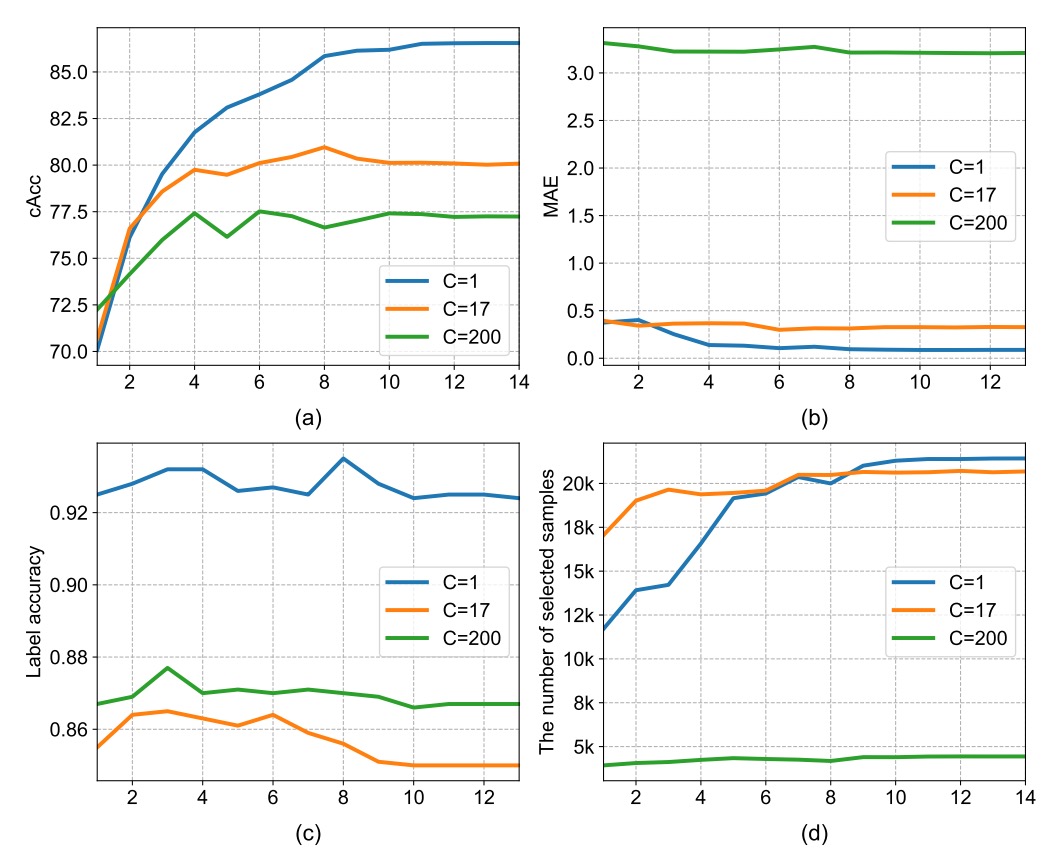 cAcc
85.0
82.5
80.0
77.5
75.0
72.5
70.0
2 4 6 8 10 12 14
C=1
C=17
C=200
(a)
MAE
3.0
2.5
2.0
1.5
1.0
0.5
0.0
2 4 6 8 10 12
C=1
C=17
C=200
(b)
Label accuracy
0.92
0.90
0.88
0.86
2 4 6 8 10 12
C=1
C=17
C=200
(c)
The number of selected samples
20k
18k
15k
12k
10k
8k
5k
2 4 6 8 10 12 14
C=1
C=17
C=200
(d)